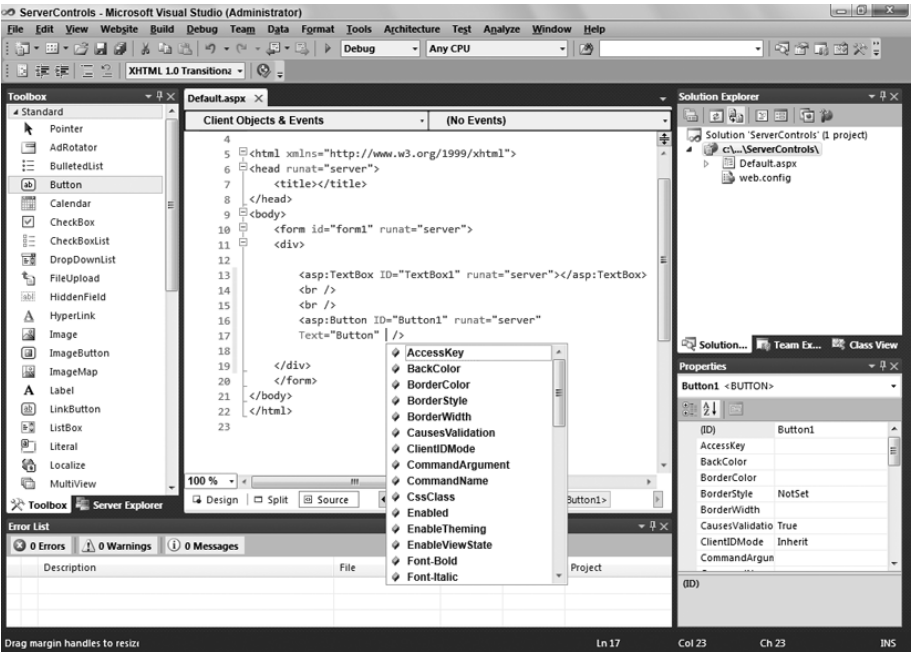 ServerControls - Microsoft Visual Studio (Administrator)
File Edit View Website Build Debug Team Data Format Tools Architecture Test Analyze Window Help
Debug Any CPU
XHTML 1.0 Transitiona
Toolbox
Standard
Pointer
AdRotator
BulletedList
Button
Calendar
CheckBox
CheckBoxList
DropDownList
FileUpload
HiddenField
HyperLink
Image
ImageButton
ImageMap
Label
LinkButton
ListBox
Literal
Localize
MultiView
Toolbox Server Explorer
Default.aspx
Client Objects & Events (No Events)
4
5 <html xmlns="http://www.w3.org/1999/xhtml">
6 <head runat="server">
7 <title></title>
8 </head>
9 <body>
10 <form id="form1" runat="server">
11 <div>
12
13 <asp:TextBox ID="TextBox1" runat="server"></asp:TextBox>
14 <br />
15 <br />
16 <asp:Button ID="Button1" runat="server"
17 Text="Button" />
18
19 </div>
20 </form>
21 </body>
22 </html>
23
AccessKey
BackColor
BorderColor
BorderStyle
BorderWidth
CausesValidation
ClientIDMode
CommandArgument
CommandName
CssClass
Enabled
EnableTheming
EnableViewState
Font-Bold
Font-Italic
100 %
Design Split Source Button1>
Solution Explorer
Solution 'ServerControls' (1 project)
c:\...\ServerControls\
Default.aspx
web.config
Solution... Team Ex... Class View
Properties
Button1 <BUTTON>
(ID) Button1
AccessKey
BackColor
BorderColor
BorderStyle NotSet
BorderWidth
CausesValidatio True
ClientIDMode Inherit
CommandArgun
(ID)
Error List
0 Errors 0 Warnings 0 Messages
Description File Project
Drag margin handles to resize Ln 17 Col 23 Ch 23 INS